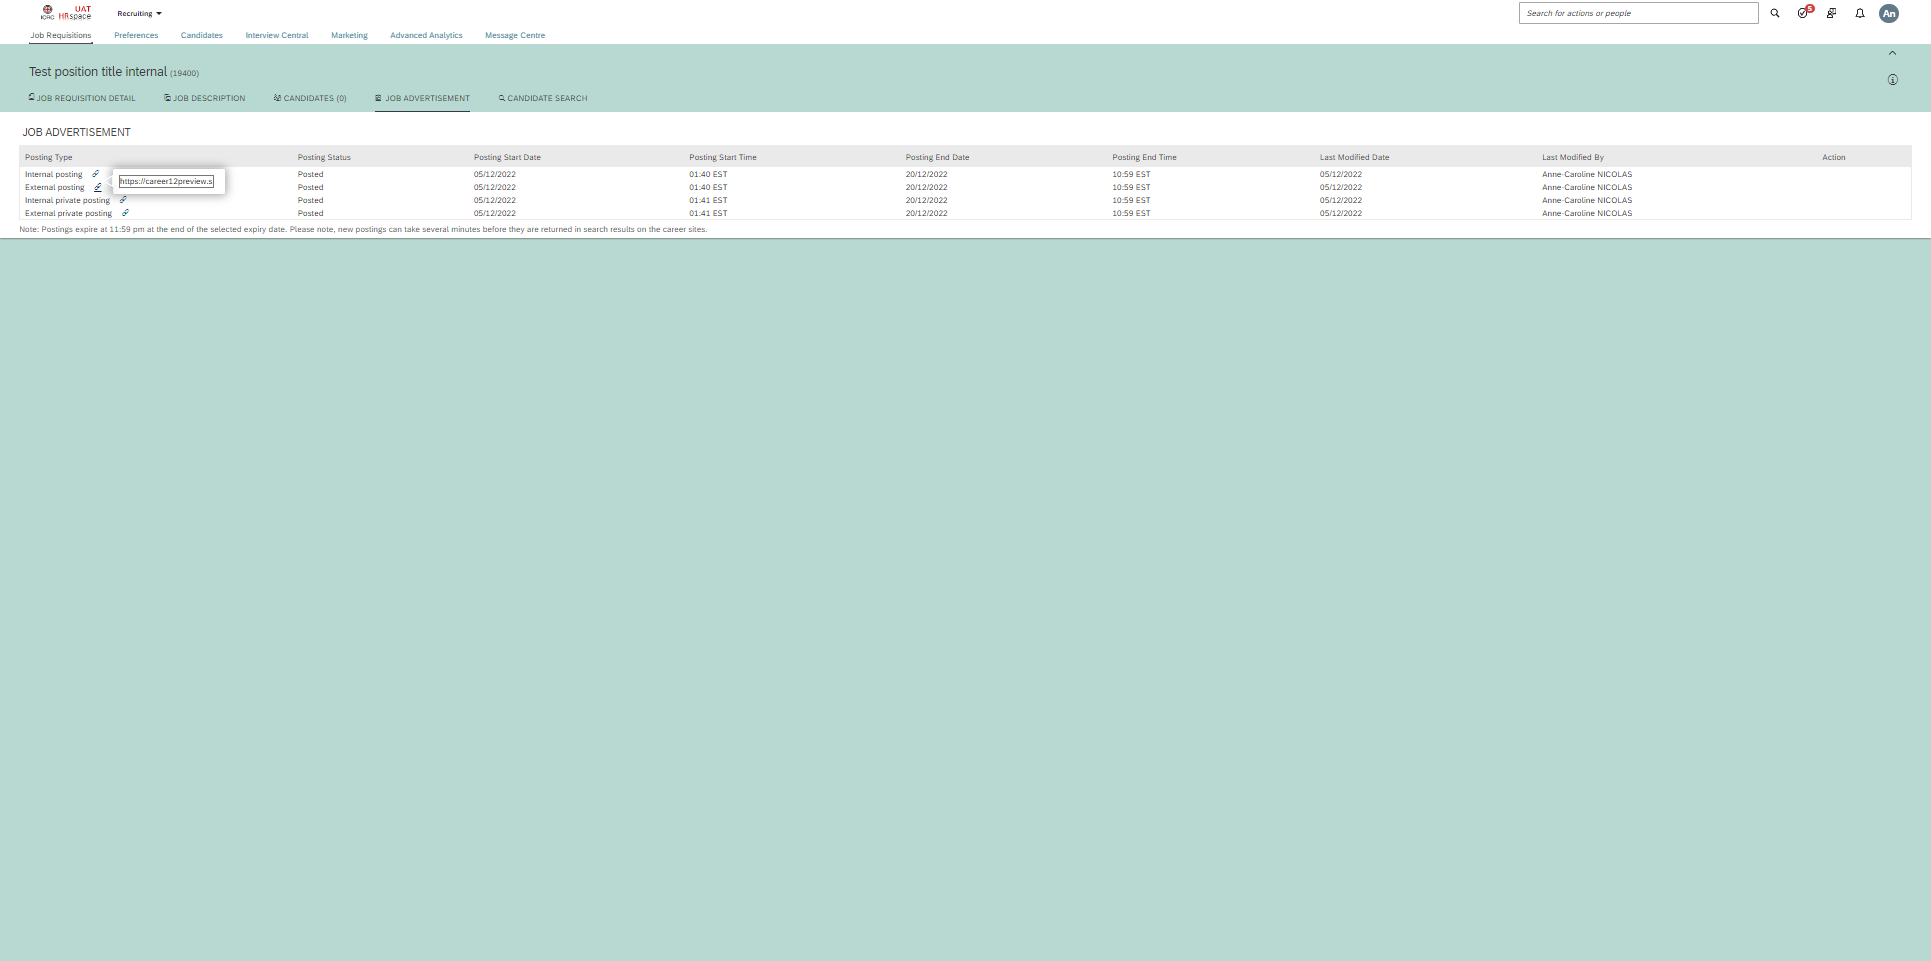 ICRC UAT HRspace Recruiting Search for actions or people 5 An
Job Requisitions Preferences Candidates Interview Central Marketing Advanced Analytics Message Centre
Test position title internal (19400)
JOB REQUISITION DETAIL JOB DESCRIPTION CANDIDATES (0) JOB ADVERTISEMENT CANDIDATE SEARCH
JOB ADVERTISEMENT
Posting Type Posting Status Posting Start Date Posting Start Time Posting End Date Posting End Time Last Modified Date Last Modified By Action
Internal posting Posted 05/12/2022 01:40 EST 20/12/2022 10:59 EST 05/12/2022 Anne-Caroline NICOLAS
https://career12preview.s
External posting Posted 05/12/2022 01:40 EST 20/12/2022 10:59 EST 05/12/2022 Anne-Caroline NICOLAS
Internal private posting Posted 05/12/2022 01:41 EST 20/12/2022 10:59 EST 05/12/2022 Anne-Caroline NICOLAS
External private posting Posted 05/12/2022 01:41 EST 20/12/2022 10:59 EST 05/12/2022 Anne-Caroline NICOLAS
Note: Postings expire at 11:59 pm at the end of the selected expiry date. Please note, new postings can take several minutes before they are returned in search results on the career sites.